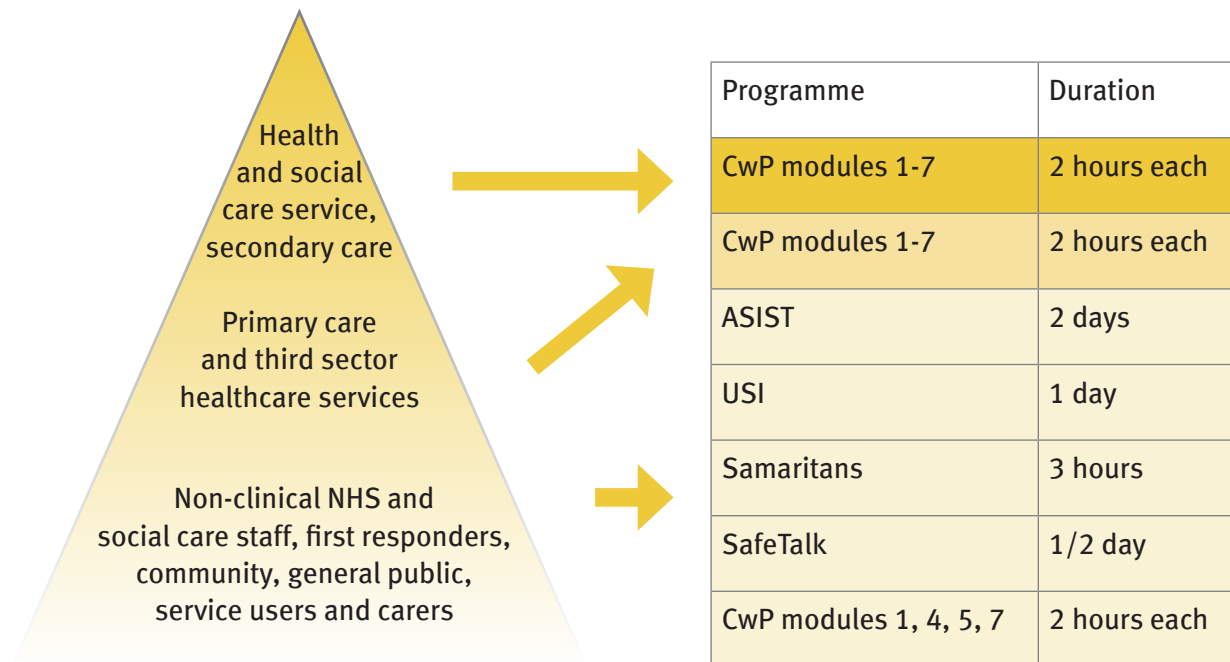 Health
and social
care service,
secondary care
Primary care
and third sector
healthcare services
Non-clinical NHS and
social care staff, first responders,
community, general public,
service users and carers
Programme Duration
CwP modules 1-7 2 hours each
CwP modules 1-7 2 hours each
ASIST 2 days
USI 1 day
Samaritans 3 hours
SafeTalk 1/2 day
CwP modules 1, 4, 5, 7 2 hours each